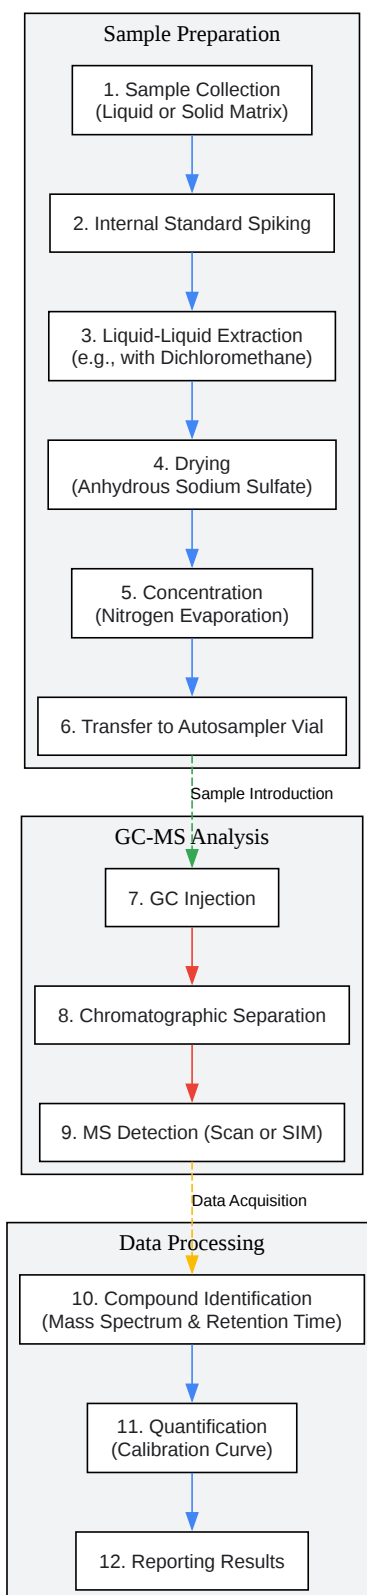 Sample Preparation
1. Sample Collection
(Liquid or Solid Matrix)
2. Internal Standard Spiking
3. Liquid-Liquid Extraction
(e.g., with Dichloromethane)
4. Drying
(Anhydrous Sodium Sulfate)
5. Concentration
(Nitrogen Evaporation)
6. Transfer to Autosampler Vial
Sample Introduction
GC-MS Analysis
7. GC Injection
8. Chromatographic Separation
9. MS Detection (Scan or SIM)
Data Acquisition
Data Processing
10. Compound Identification
(Mass Spectrum & Retention Time)
11. Quantification
(Calibration Curve)
12. Reporting Results